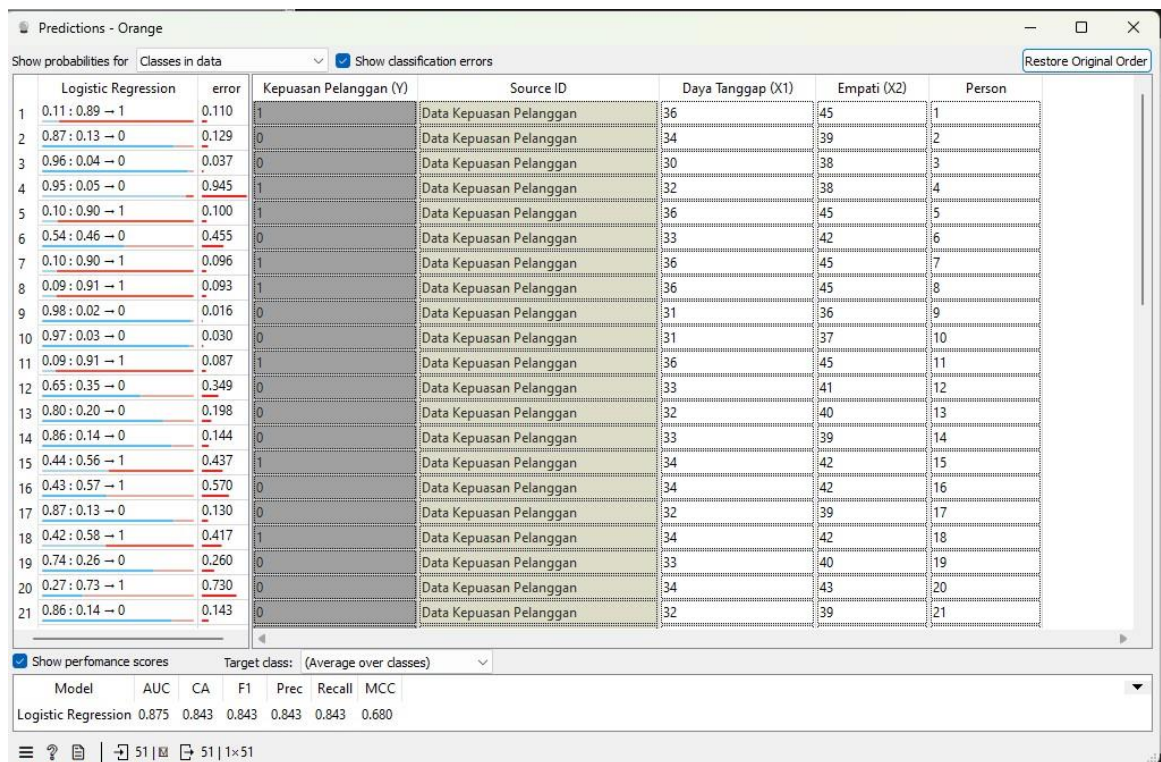 Predictions - Orange
Show probabilities for Classes in data Show classification errors Restore Original Order
Logistic Regression error Kepuasan Pelanggan (Y) Source ID Daya Tanggap (X1) Empati (X2) Person
1 0.11 : 0.89 → 1 0.110 1 Data Kepuasan Pelanggan 36 45 1
2 0.87 : 0.13 → 0 0.129 0 Data Kepuasan Pelanggan 34 39 2
3 0.96 : 0.04 → 0 0.037 0 Data Kepuasan Pelanggan 30 38 3
4 0.95 : 0.05 → 0 0.945 1 Data Kepuasan Pelanggan 32 38 4
5 0.10 : 0.90 → 1 0.100 1 Data Kepuasan Pelanggan 36 45 5
6 0.54 : 0.46 → 0 0.455 0 Data Kepuasan Pelanggan 33 42 6
7 0.10 : 0.90 → 1 0.096 1 Data Kepuasan Pelanggan 36 45 7
8 0.09 : 0.91 → 1 0.093 1 Data Kepuasan Pelanggan 36 45 8
9 0.98 : 0.02 → 0 0.016 0 Data Kepuasan Pelanggan 31 36 9
10 0.97 : 0.03 → 0 0.030 0 Data Kepuasan Pelanggan 31 37 10
11 0.09 : 0.91 → 1 0.087 1 Data Kepuasan Pelanggan 36 45 11
12 0.65 : 0.35 → 0 0.349 0 Data Kepuasan Pelanggan 33 41 12
13 0.80 : 0.20 → 0 0.198 0 Data Kepuasan Pelanggan 32 40 13
14 0.86 : 0.14 → 0 0.144 0 Data Kepuasan Pelanggan 33 39 14
15 0.44 : 0.56 → 1 0.437 1 Data Kepuasan Pelanggan 34 42 15
16 0.43 : 0.57 → 1 0.570 0 Data Kepuasan Pelanggan 34 42 16
17 0.87 : 0.13 → 0 0.130 0 Data Kepuasan Pelanggan 32 39 17
18 0.42 : 0.58 → 1 0.417 1 Data Kepuasan Pelanggan 34 42 18
19 0.74 : 0.26 → 0 0.260 0 Data Kepuasan Pelanggan 33 40 19
20 0.27 : 0.73 → 1 0.730 0 Data Kepuasan Pelanggan 34 43 20
21 0.86 : 0.14 → 0 0.143 0 Data Kepuasan Pelanggan 32 39 21
Show perfomance scores Target class: (Average over classes)
Model AUC CA F1 Prec Recall MCC
Logistic Regression 0.875 0.843 0.843 0.843 0.843 0.680
51 | 51 | 1×51